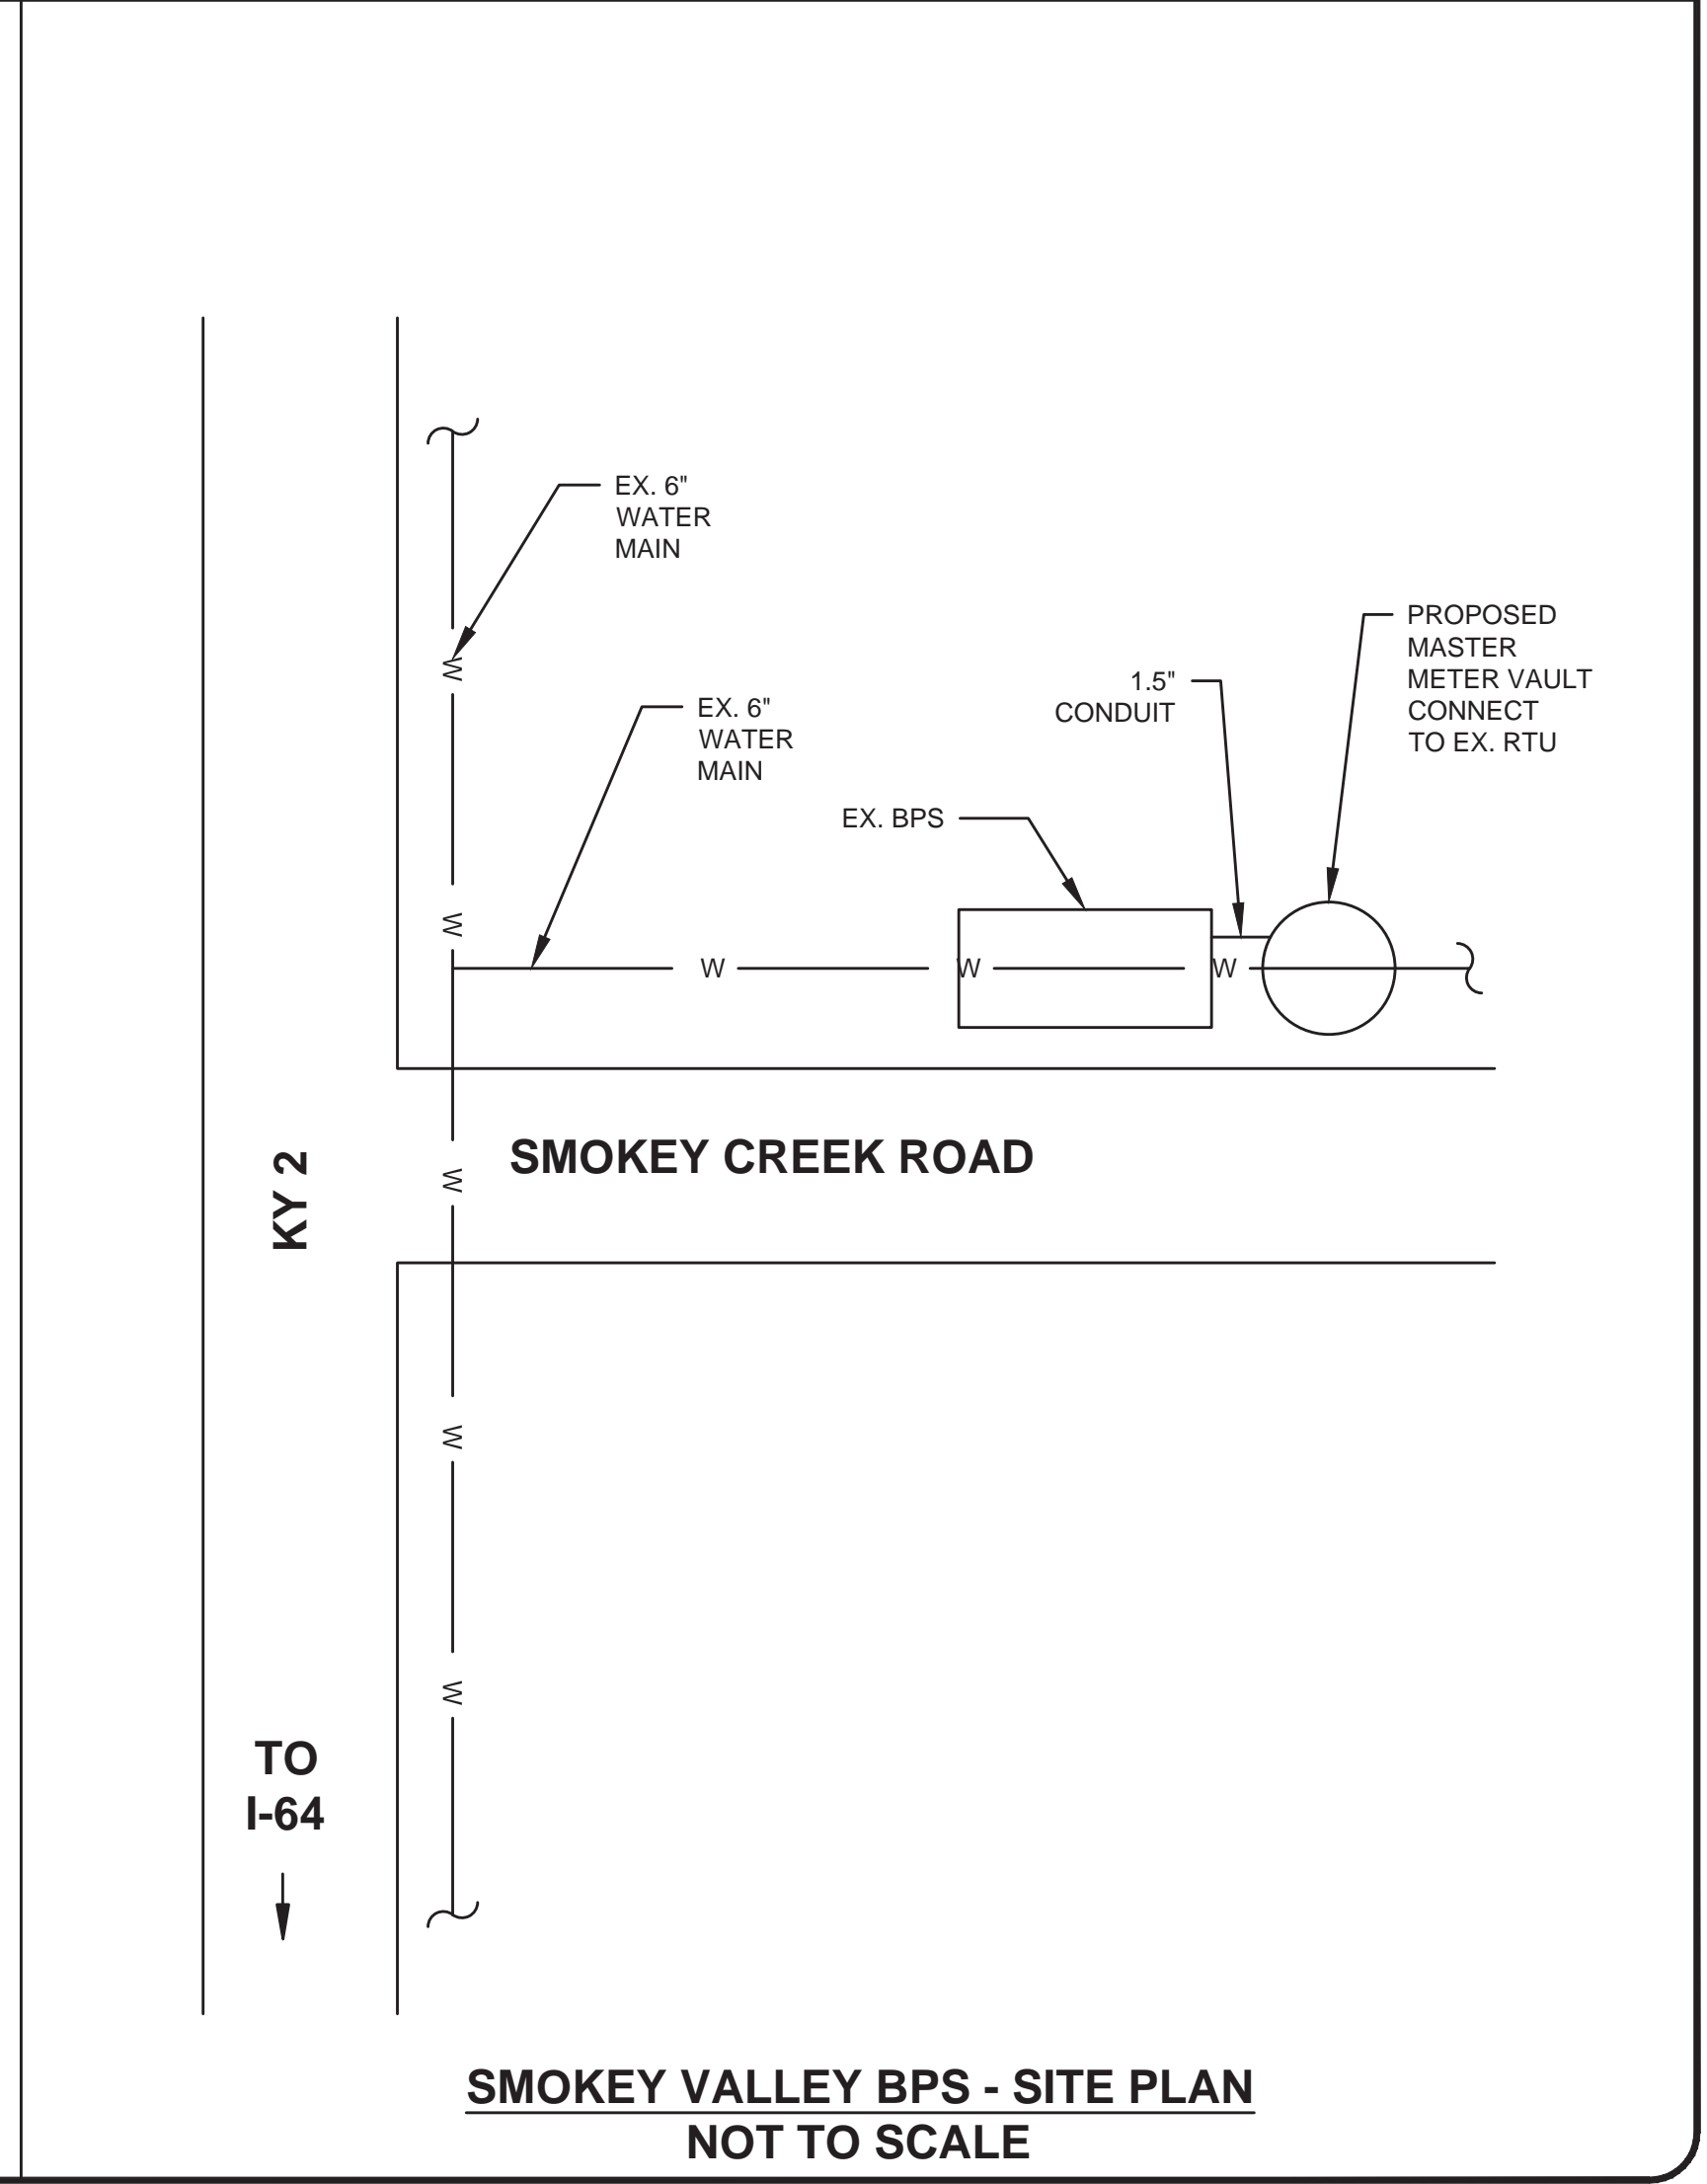 EX. 6"
WATER
MAIN
EX. 6"
WATER
MAIN
EX. BPS
1.5"
CONDUIT
PROPOSED
MASTER
METER VAULT
CONNECT
TO EX. RTU
W
W
W
W
W
W
W
W
SMOKEY CREEK ROAD
KY 2
TO
I-64
SMOKEY VALLEY BPS - SITE PLAN
NOT TO SCALE